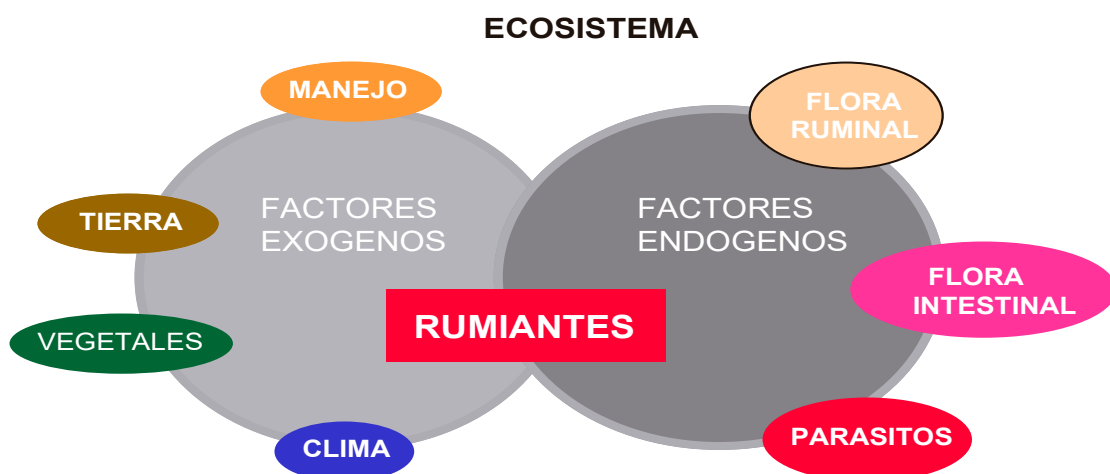 ECOSISTEMA
MANEJO
FLORA
RUMINAL
TIERRA
FACTORES
EXOGENOS
FACTORES
ENDOGENOS
FLORA
INTESTINAL
VEGETALES
RUMIANTES
CLIMA
PARASITOS